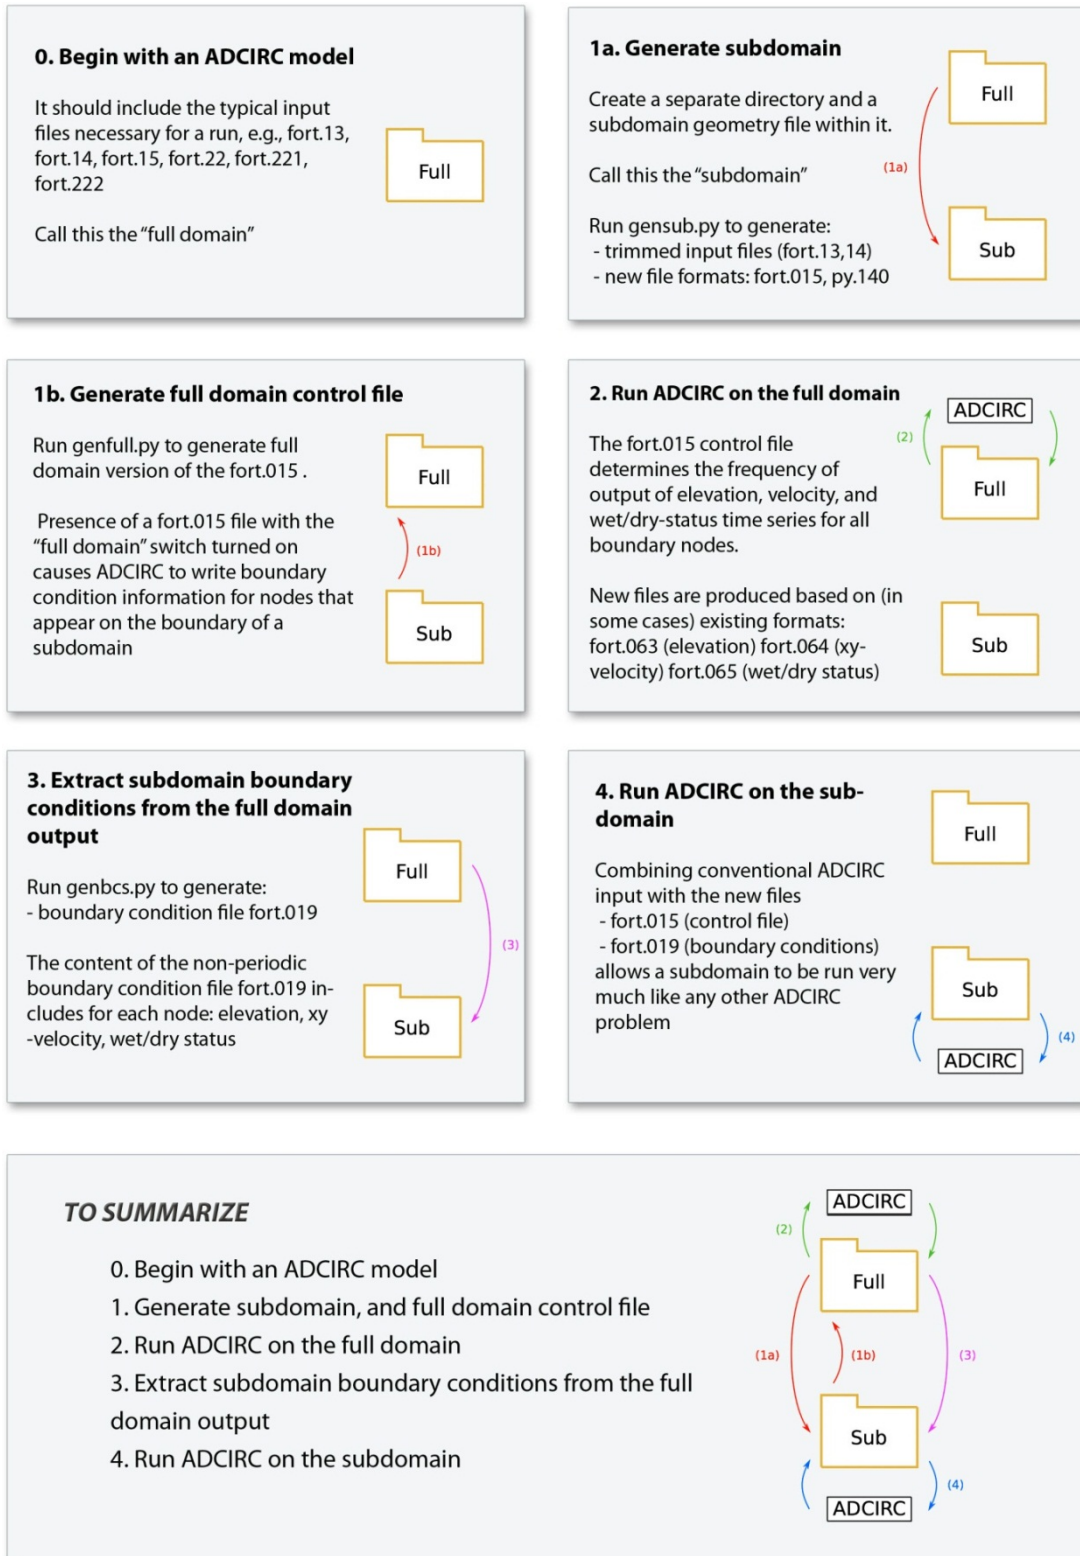 0. Begin with an ADCIRC model
It should include the typical input
files necessary for a run, e.g., fort.13,
fort.14, fort.15, fort.22, fort.221,
fort.222
Call this the “full domain”
Full
1a. Generate subdomain
Create a separate directory and a
subdomain geometry file within it.
Call this the “subdomain”
Run gensub.py to generate:
- trimmed input files (fort.13,14)
- new file formats: fort.015, py.140
Full
(1a)
Sub
1b. Generate full domain control file
Run genfull.py to generate full
domain version of the fort.015 .
Presence of a fort.015 file with the
“full domain” switch turned on
causes ADCIRC to write boundary
condition information for nodes that
appear on the boundary of a
subdomain
Full
(1b)
Sub
2. Run ADCIRC on the full domain
The fort.015 control file
determines the frequency of
output of elevation, velocity, and
wet/dry-status time series for all
boundary nodes.
New files are produced based on (in
some cases) existing formats:
fort.063 (elevation) fort.064 (xy-
velocity) fort.065 (wet/dry status)
ADCIRC
(2)
Full
Sub
3. Extract subdomain boundary
conditions from the full domain
output
Run genbcs.py to generate:
- boundary condition file fort.019
The content of the non-periodic
boundary condition file fort.019 in-
cludes for each node: elevation, xy
-velocity, wet/dry status
Full
(3)
Sub
4. Run ADCIRC on the sub-
domain
Combining conventional ADCIRC
input with the new files
- fort.015 (control file)
- fort.019 (boundary conditions)
allows a subdomain to be run very
much like any other ADCIRC
problem
Full
Sub
(4)
ADCIRC
TO SUMMARIZE
0. Begin with an ADCIRC model
1. Generate subdomain, and full domain control file
2. Run ADCIRC on the full domain
3. Extract subdomain boundary conditions from the full
domain output
4. Run ADCIRC on the subdomain
ADCIRC
(2)
Full
(1a)
(1b)
(3)
Sub
(4)
ADCIRC